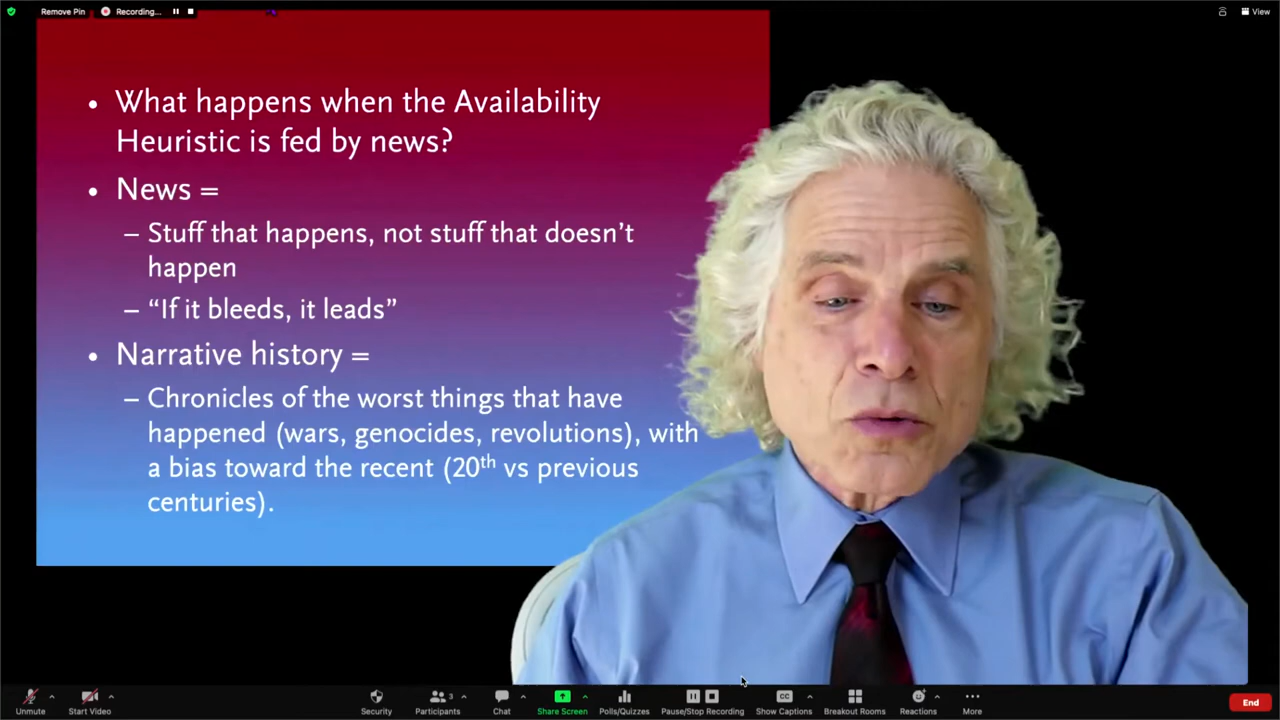 Remove Pin
Recording...
View
• What happens when the Availability
Heuristic is fed by news?
• News =
– Stuff that happens, not stuff that doesn’t
happen
– “If it bleeds, it leads”
• Narrative history =
– Chronicles of the worst things that have
happened (wars, genocides, revolutions), with
a bias toward the recent (20th vs previous
centuries).
Unmute
Start Video
Security
3
Participants
Chat
Share Screen
Polls/Quizzes
Pause/Stop Recording
CC
Show Captions
Breakout Rooms
Reactions
More
End